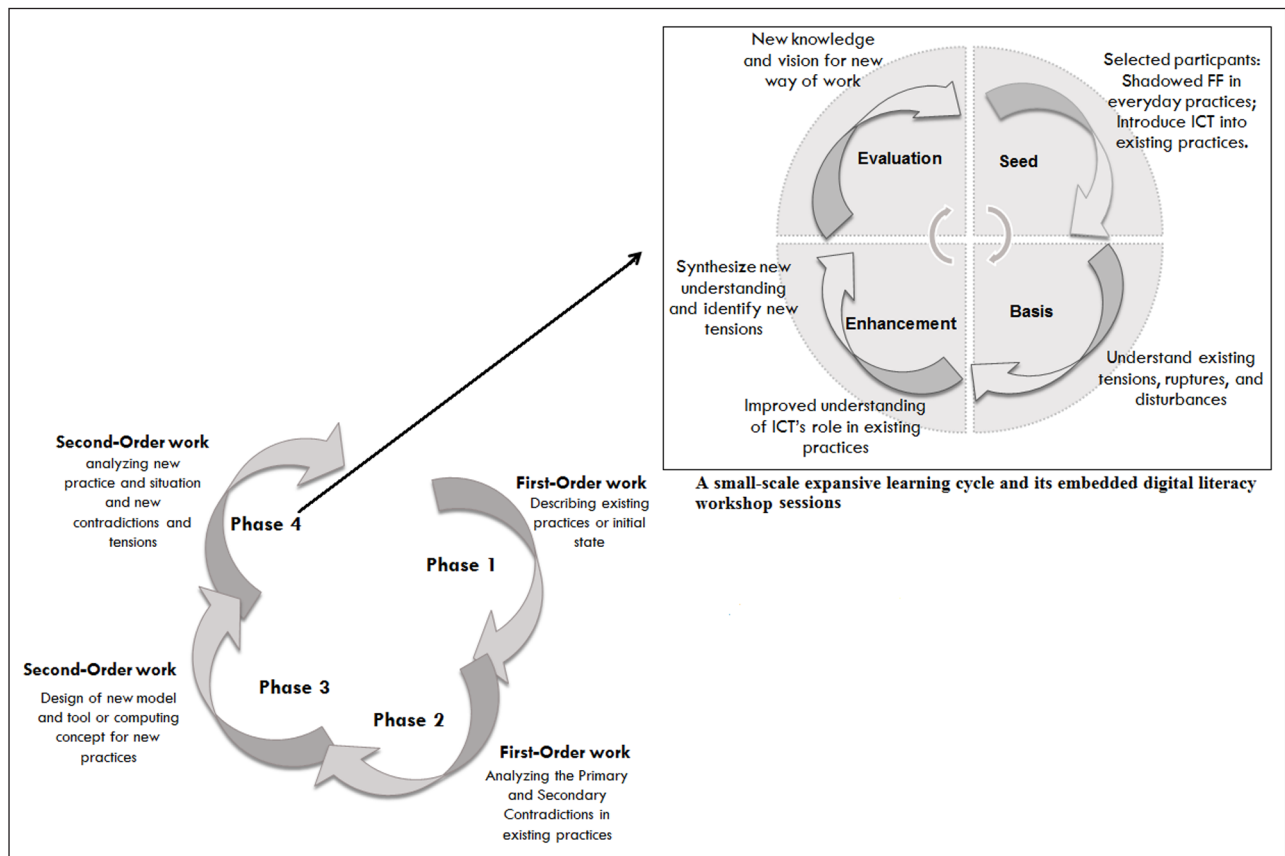 New knowledge
and vision for new
way of work
Selected particpants:
Shadowed FF in
everyday practices;
Introduce ICT into
existing practices.
Evaluation
Seed
Synthesize new
understanding
and identify new
tensions
Enhancement
Basis
Understand existing
tensions, ruptures, and
disturbances
Improved understanding
of ICT's role in existing
practices
A small-scale expansive learning cycle and its embedded digital literacy
workshop sessions
Second-Order work
analyzing new
practice and situation
and new
contradictions and
tensions
Phase 4
First-Order work
Describing existing
practices or initial
state
Phase 1
Second-Order work
Design of new model
and tool or computing
concept for new
practices
Phase 3
Phase 2
First-Order work
Analyzing the Primary
and Secondary
Contradictions in
existing practices